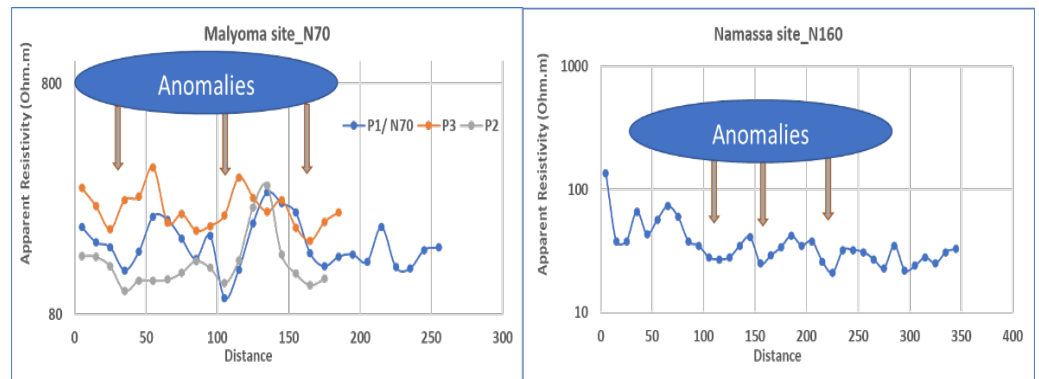 Malyoma site_N70
Apparent Resistivity (Ohm.m)
800
80
Anomalies
P1/ N70 P3 P2
0 50 100 150 200 250 300
Distance
Namassa site_N160
Apparent Resistivity (Ohm.m)
1000
100
10
Anomalies
0 50 100 150 200 250 300 350 400
Distance